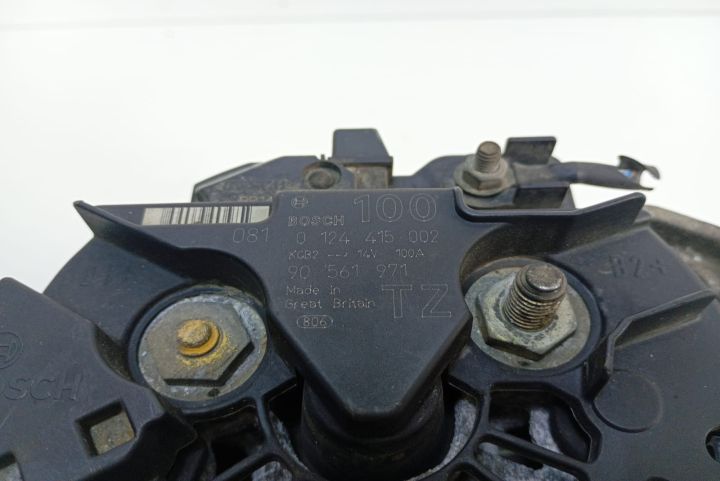 BOSCH 100
081 0 124 415 002
KCB2 --> 14V 100A
90 561 971
Made in
Great Britain TZ
806
B2+
BOSCH